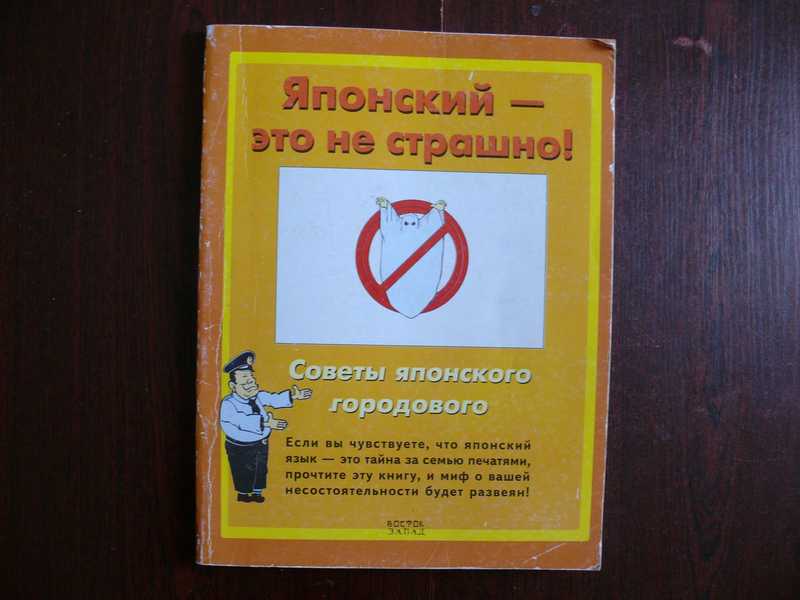 Японский —
это не страшно!
Советы японского
городового
Если вы чувствуете, что японский
язык — это тайна за семью печатями,
прочтите эту книгу, и миф о вашей
несостоятельности будет развеян!
ВОСТОК
ЗАПАД